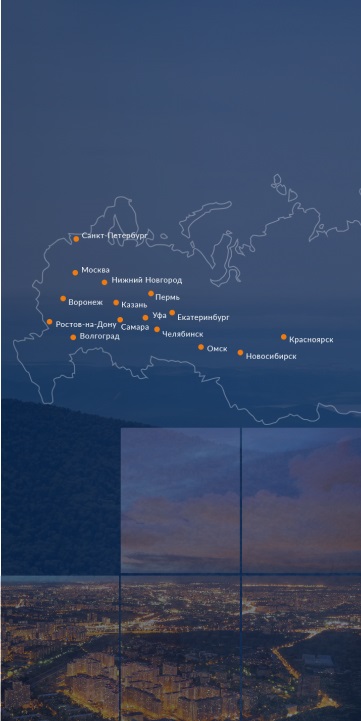 Санкт-Петербург
Москва
Нижний Новгород
Пермь
Воронеж
Казань
Уфа
Екатеринбург
Ростов-на-Дону
Самара
Челябинск
Волгоград
Красноярск
Омск
Новосибирск